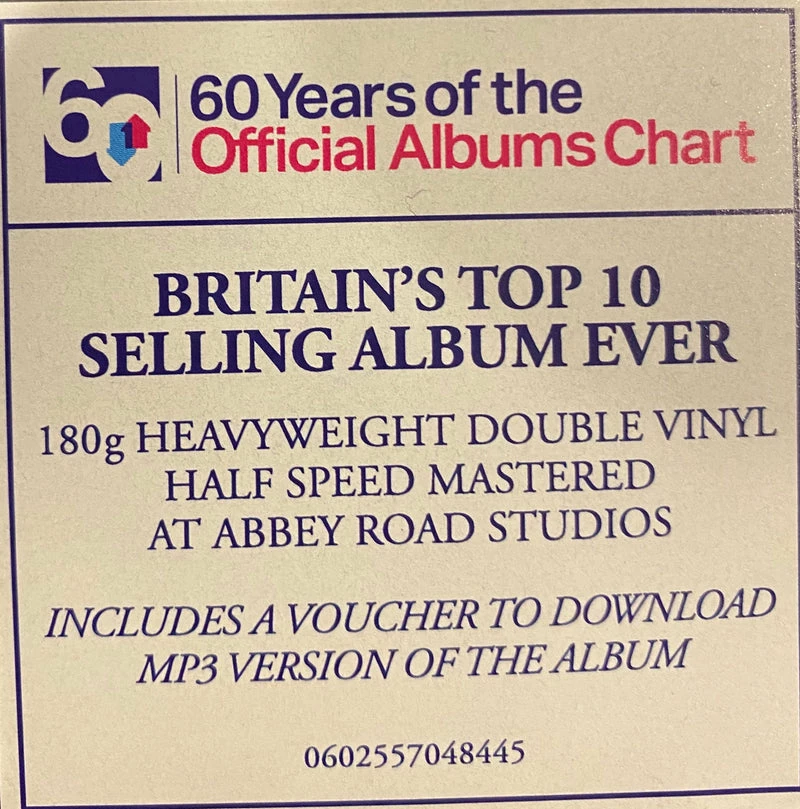 60
1
60 Years of the
Official Albums Chart
BRITAIN'S TOP 10
SELLING ALBUM EVER
180g HEAVYWEIGHT DOUBLE VINYL
HALF SPEED MASTERED
AT ABBEY ROAD STUDIOS
INCLUDES A VOUCHER TO DOWNLOAD
MP3 VERSION OF THE ALBUM
0602557048445